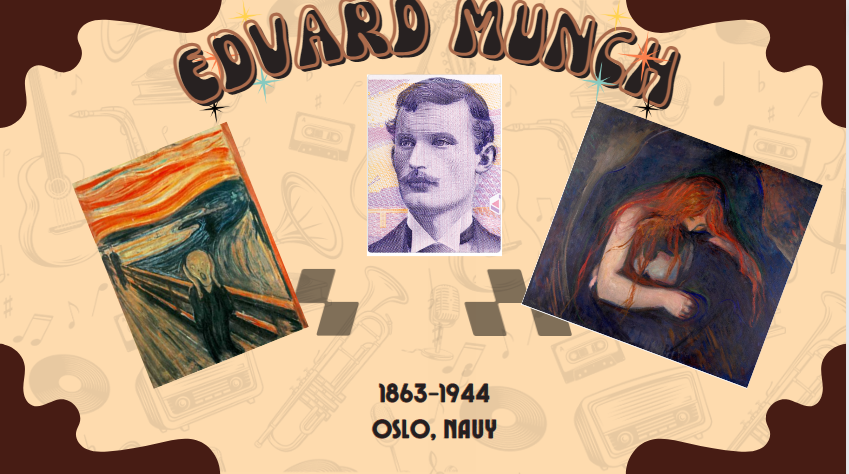 EDVARD MUNCH
1863-1944
OSLO, NAUY